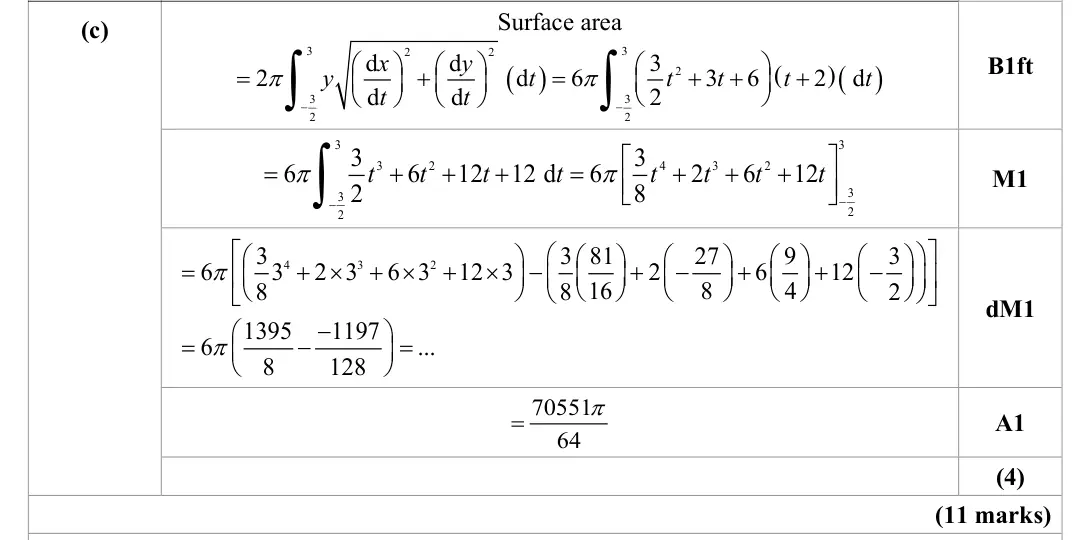 (c)
Surface area
= 2π ∫_{-3/2}^{3} y √((dx/dt)² + (dy/dt)²) (dt) = 6π ∫_{-3/2}^{3} (3/2 t² + 3t + 6)(t + 2)( dt)
B1ft
= 6π ∫_{-3/2}^{3} 3/2 t³ + 6t² + 12t + 12 dt = 6π [3/8 t⁴ + 2t³ + 6t² + 12t]_{-3/2}^{3}
M1
= 6π [(3/8 3⁴ + 2×3³ + 6×3² + 12×3) − (3/8 (81/16) + 2(−27/8) + 6(9/4) + 12(−3/2))]
= 6π (1395/8 − −1197/128) = ...
dM1
= 70551π/64
A1
(4)
(11 marks)